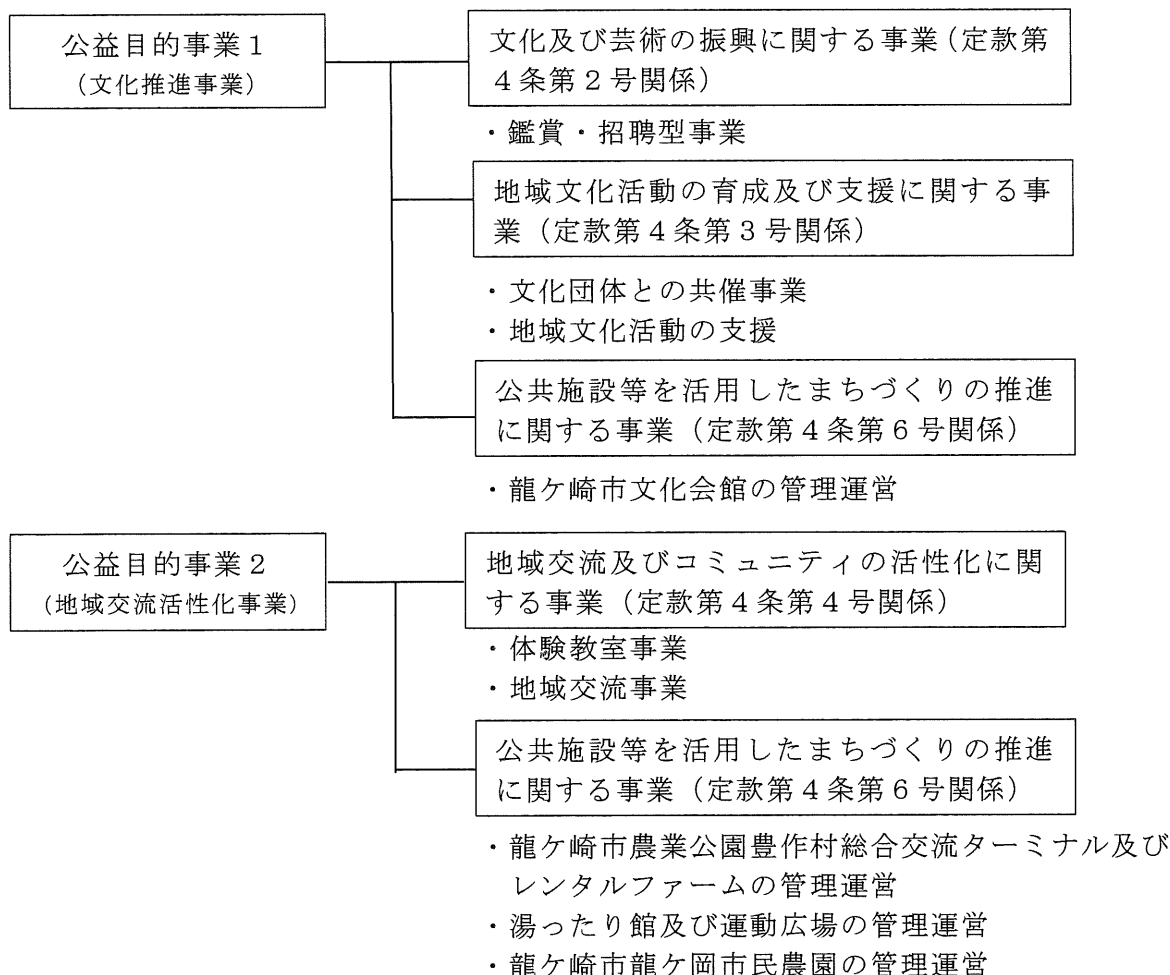 公益目的事業1
(文化推進事業)
文化及び芸術の振興に関する事業(定款第
4条第2号関係)
・鑑賞・招聘型事業
地域文化活動の育成及び支援に関する事
業(定款第4条第3号関係)
・文化団体との共催事業
・地域文化活動の支援
公共施設等を活用したまちづくりの推進
に関する事業(定款第4条第6号関係)
・龍ケ崎市文化会館の管理運営
公益目的事業2
(地域交流活性化事業)
地域交流及びコミュニティの活性化に関
する事業(定款第4条第4号関係)
・体験教室事業
・地域交流事業
公共施設等を活用したまちづくりの推進
に関する事業(定款第4条第6号関係)
・龍ケ崎市農業公園豊作村総合交流ターミナル及び
レンタルファームの管理運営
・湯ったり館及び運動広場の管理運営
・龍ケ崎市龍ケ岡市民農園の管理運営